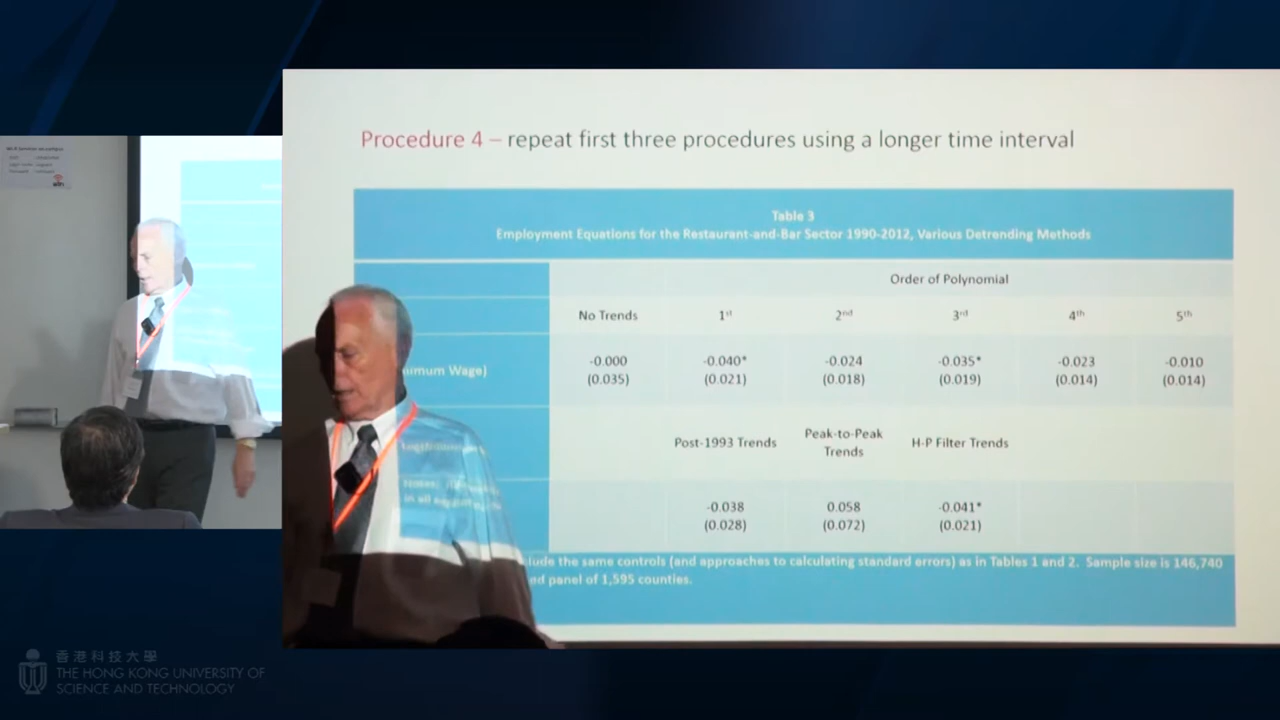 Procedure 4 – repeat first three procedures using a longer time interval
Table 3
Employment Equations for the Restaurant-and-Bar Sector 1990-2012, Various Detrending Methods
Order of Polynomial
No Trends 1st 2nd 3rd 4th 5th
nimum Wage)
-0.000 -0.040* -0.024 -0.035* -0.023 -0.010
(0.035) (0.021) (0.018) (0.019) (0.014) (0.014)
Post-1993 Trends Peak-to-Peak Trends H-P Filter Trends
-0.038 0.058 -0.041*
(0.028) (0.072) (0.021)
lude the same controls (and approaches to calculating standard errors) as in Tables 1 and 2. Sample size is 146,740
ed panel of 1,595 counties.
香港科技大學
THE HONG KONG UNIVERSITY OF
SCIENCE AND TECHNOLOGY